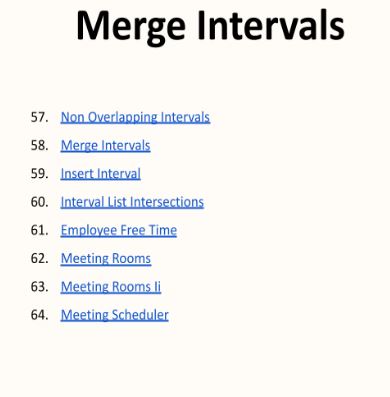 Merge Intervals
57. Non Overlapping Intervals
58. Merge Intervals
59. Insert Interval
60. Interval List Intersections
61. Employee Free Time
62. Meeting Rooms
63. Meeting Rooms Ii
64. Meeting Scheduler